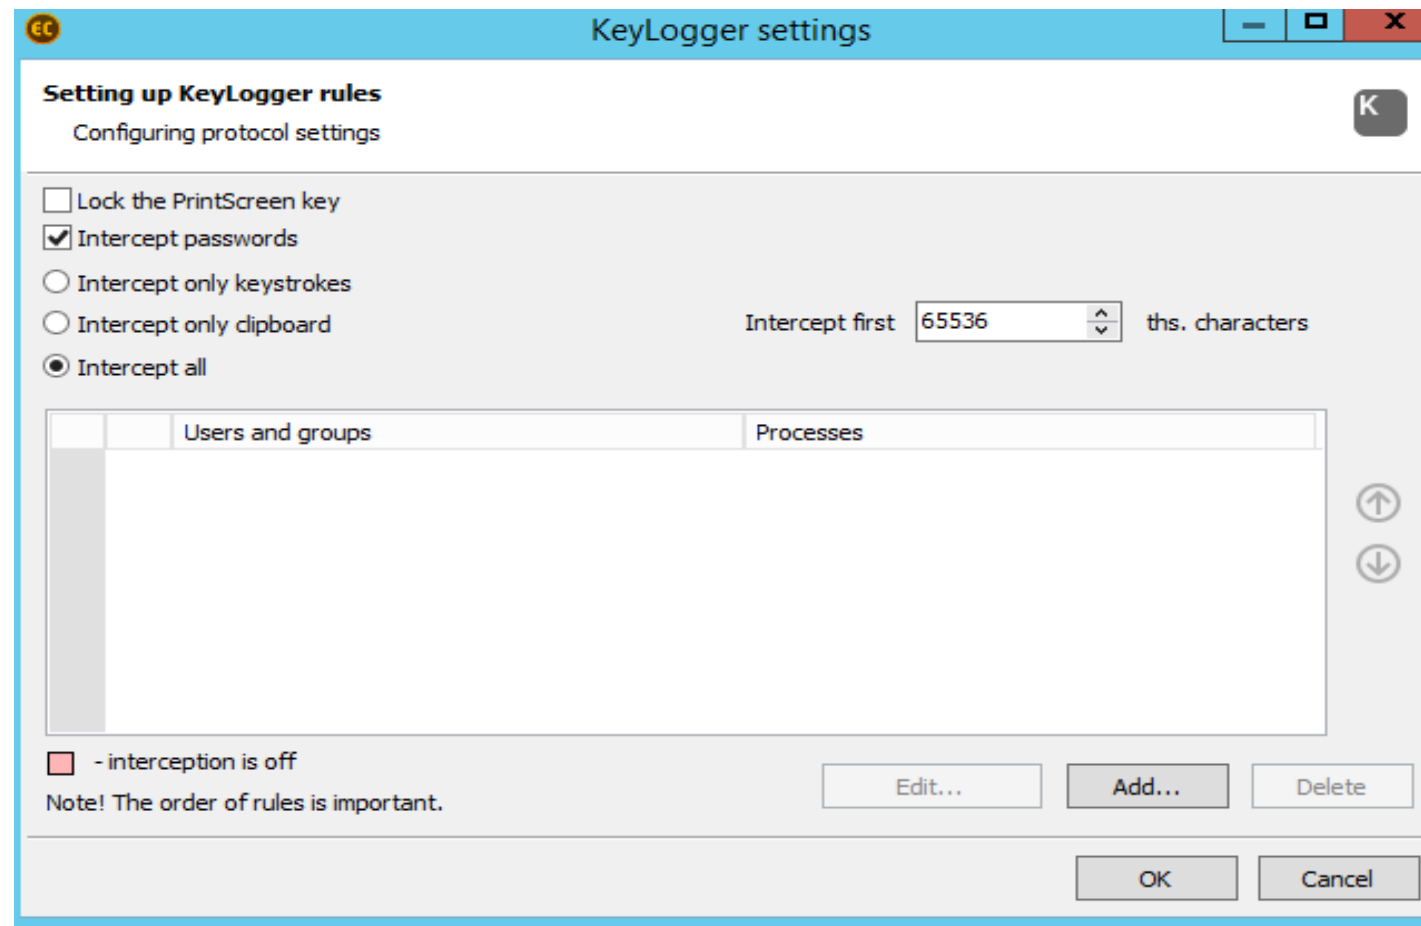 EC
KeyLogger settings
x
Setting up KeyLogger rules
Configuring protocol settings
K
Lock the PrintScreen key
Intercept passwords
Intercept only keystrokes
Intercept only clipboard
Intercept first 65536 ths. characters
Intercept all
Users and groups Processes
- interception is off
Edit... Add... Delete
Note! The order of rules is important.
OK Cancel